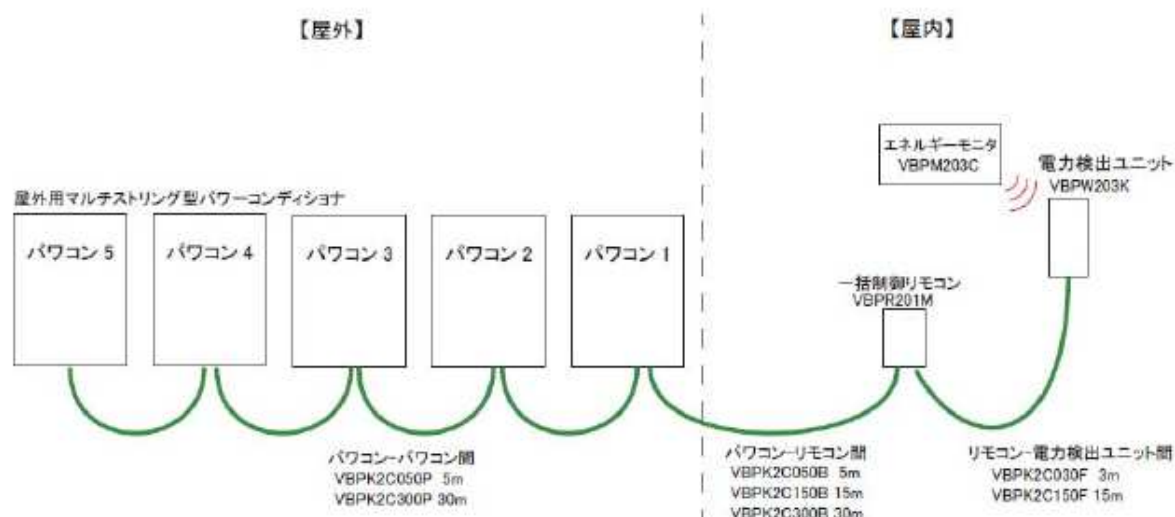 【屋外】
【屋内】
エネルギーモニタ
VBPM203C
電力検出ユニット
VBPW203K
屋外用マルチストリング型パワーコンディショナ
パワコン 5
パワコン 4
パワコン 3
パワコン 2
パワコン 1
一括制御リモコン
VBPR201M
パワコン-パワコン間
VBPK2C050P 5m
VBPK2C300P 30m
パワコン-リモコン間
VBPK2C050B 5m
VBPK2C150B 15m
VBPK2C300B 30m
リモコン-電力検出ユニット間
VBPK2C030F 3m
VBPK2C150F 15m